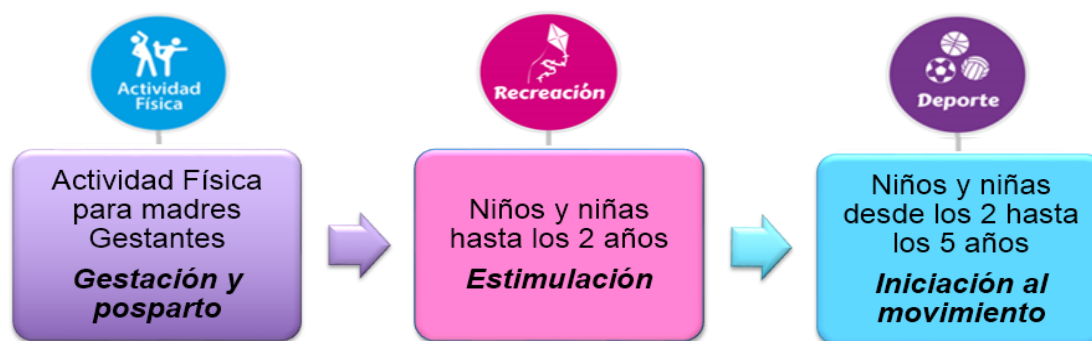 Actividad
Física
Recreación
Deporte
Actividad Física
para madres
Gestantes
Gestación y
posparto
Niños y niñas
hasta los 2 años
Estimulación
Niños y niñas
desde los 2 hasta
los 5 años
Iniciación al
movimiento